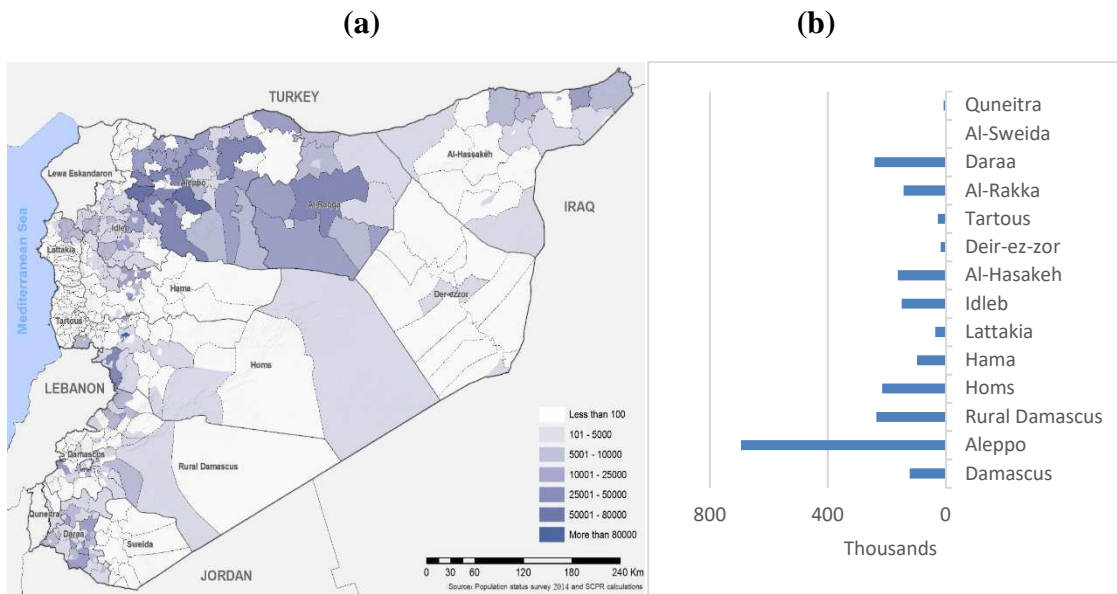 (a)
(b)
TURKEY
Lewa Eskandaron
Aleppo
Al-Hassakeh
Al-Raqqa
IRAQ
Mediterranean Sea
Idleb
Lattakia
Hama
Der-ezzor
Tartous
Homs
LEBANON
Damascus
Rural Damascus
Quneitra
Daraa
Sweida
JORDAN
Less than 100
101 - 5000
5001 - 10000
10001 - 25000
25001 - 50000
50001 - 80000
More than 80000
0 30 60 120 180 240 Km
Source: Population status survey 2014 and SCPR calculations
Quneitra
Al-Sweida
Daraa
Al-Rakka
Tartous
Deir-ez-zor
Al-Hasakeh
Idleb
Lattakia
Hama
Homs
Rural Damascus
Aleppo
Damascus
800 400 0
Thousands